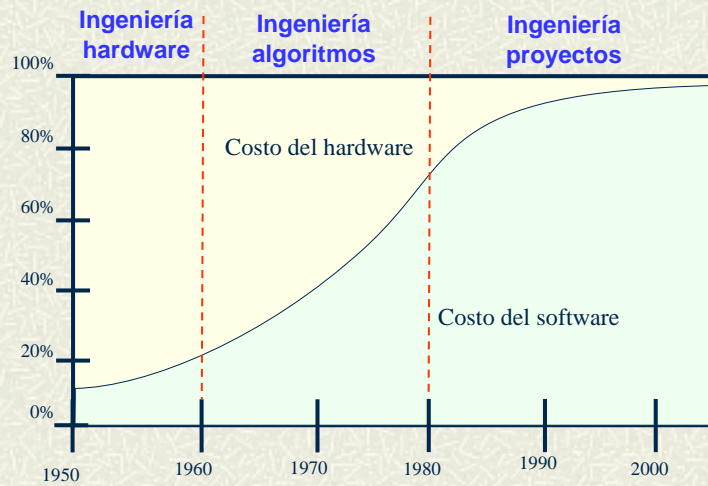 Ingeniería
hardware
Ingeniería
algoritmos
Ingeniería
proyectos
100%
80%
60%
40%
20%
0%
Costo del hardware
Costo del software
1950
1960
1970
1980
1990
2000